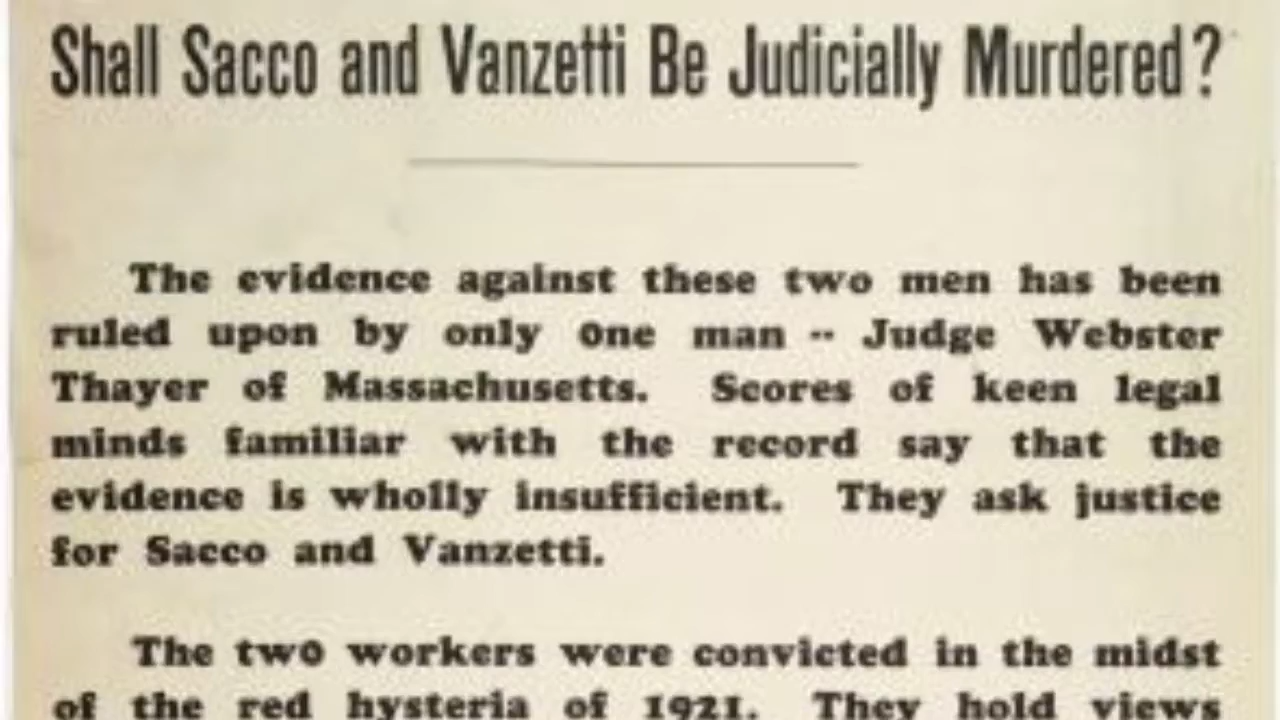 Shall Sacco and Vanzetti Be Judicially Murdered?
The evidence against these two men has been
ruled upon by only one man -- Judge Webster
Thayer of Massachusetts. Scores of keen legal
minds familiar with the record say that the
evidence is wholly insufficient. They ask justice
for Sacco and Vanzetti.
The two workers were convicted in the midst
of the red hysteria of 1921. They hold views